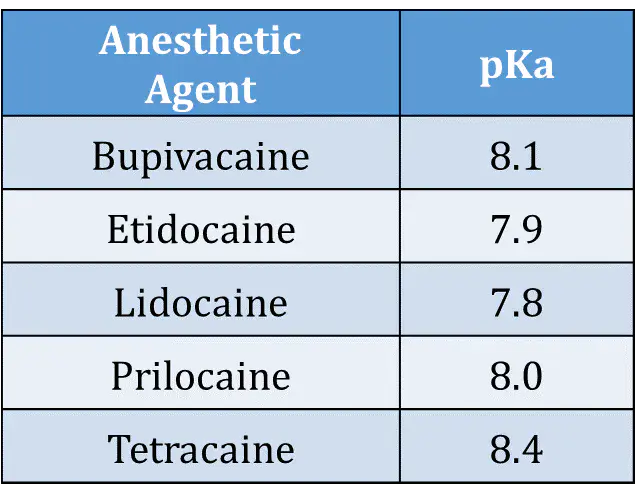 Anesthetic
Agent
pKa
Bupivacaine 8.1
Etidocaine 7.9
Lidocaine 7.8
Prilocaine 8.0
Tetracaine 8.4